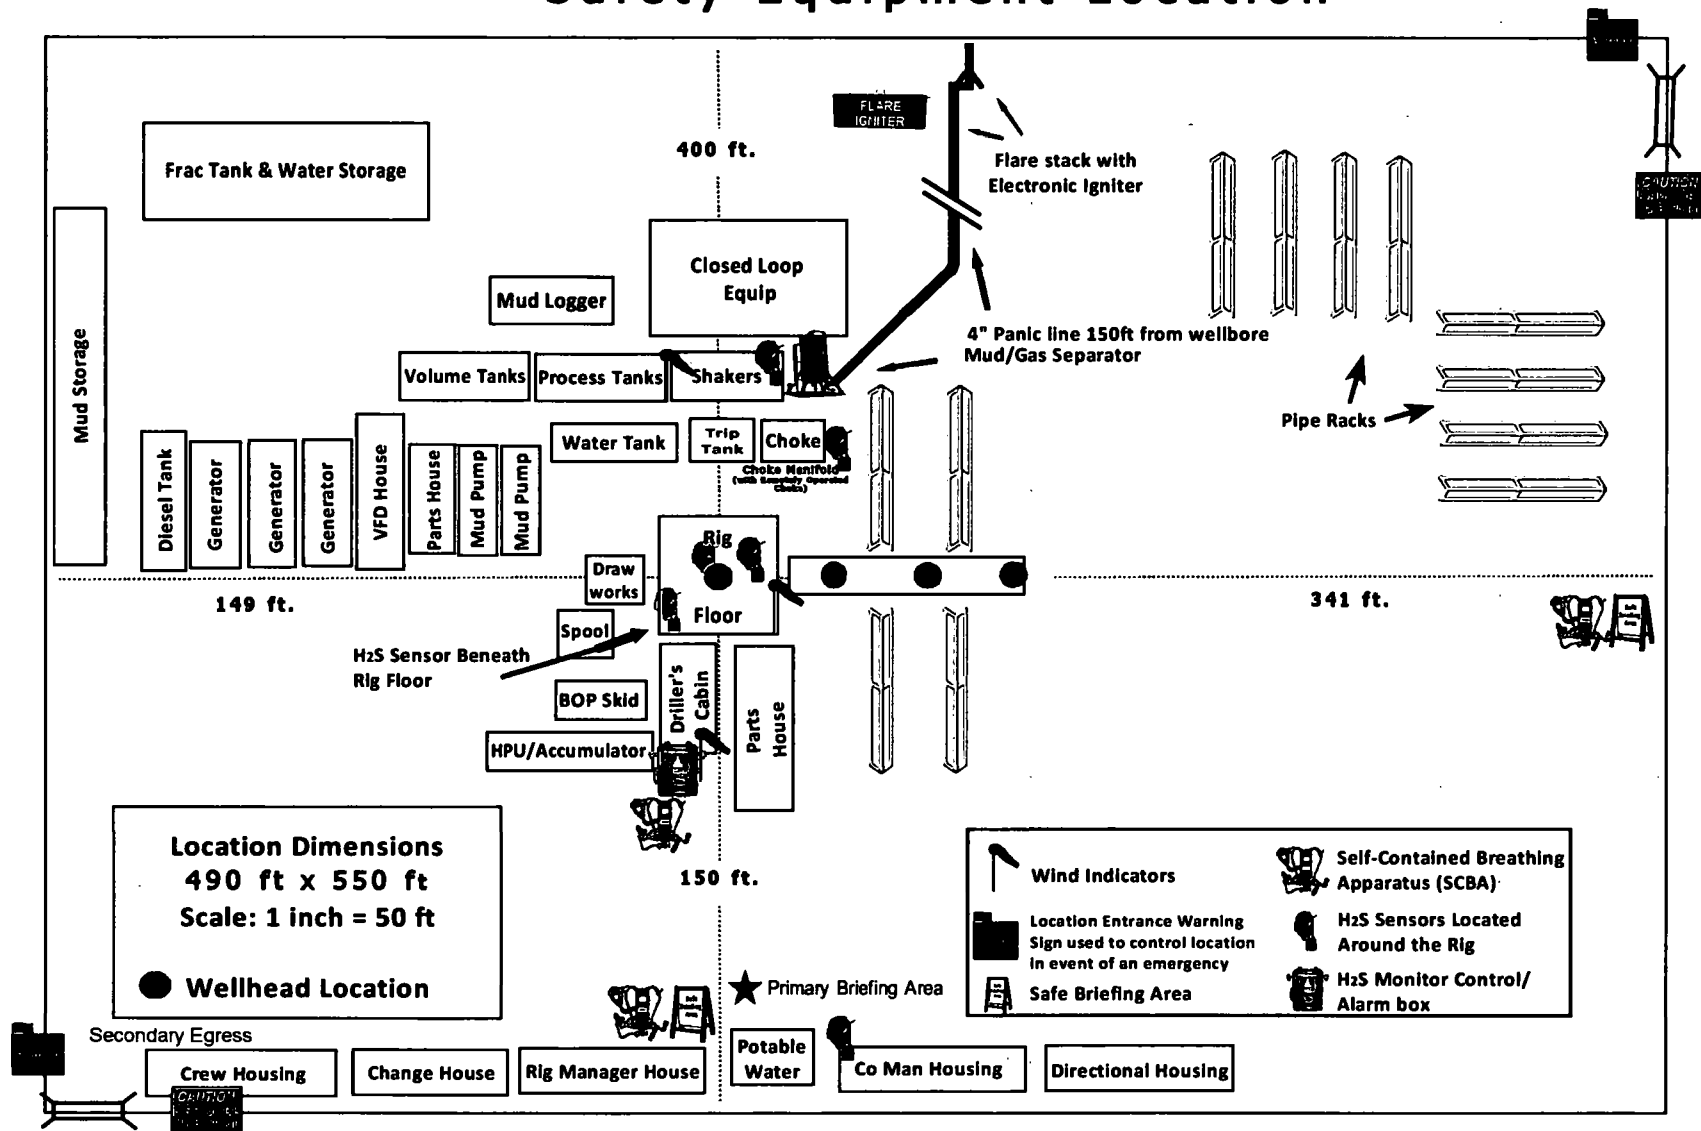 Safety Equipment Location
FLARE
IGNITER
400 ft.
Flare stack with
Electronic Igniter
Frac Tank & Water Storage
CAUTION
Closed Loop
Equip
Mud Logger
4" Panic line 150ft from wellbore
Mud/Gas Separator
Mud Storage
Volume Tanks
Process Tanks
Shakers
Pipe Racks
Water Tank
Trip
Tank
Choke
Choke Manifold
(with Remotely Operated
Choke)
Diesel Tank
Generator
Generator
Generator
VFD House
Parts House
Mud Pump
Mud Pump
Rig
Floor
Draw
works
149 ft.
341 ft.
Spool
H2S Sensor Beneath
Rig Floor
BOP Skid
Driller's
Cabin
Parts
House
HPU/Accumulator
Location Dimensions
490 ft x 550 ft
Scale: 1 inch = 50 ft
Wellhead Location
150 ft.
Wind Indicators
Location Entrance Warning
Sign used to control location
in event of an emergency
Safe Briefing Area
Self-Contained Breathing
Apparatus (SCBA)
H2S Sensors Located
Around the Rig
H2S Monitor Control/
Alarm box
Primary Briefing Area
Secondary Egress
Crew Housing
Change House
Rig Manager House
Potable
Water
Co Man Housing
Directional Housing
CAUTION